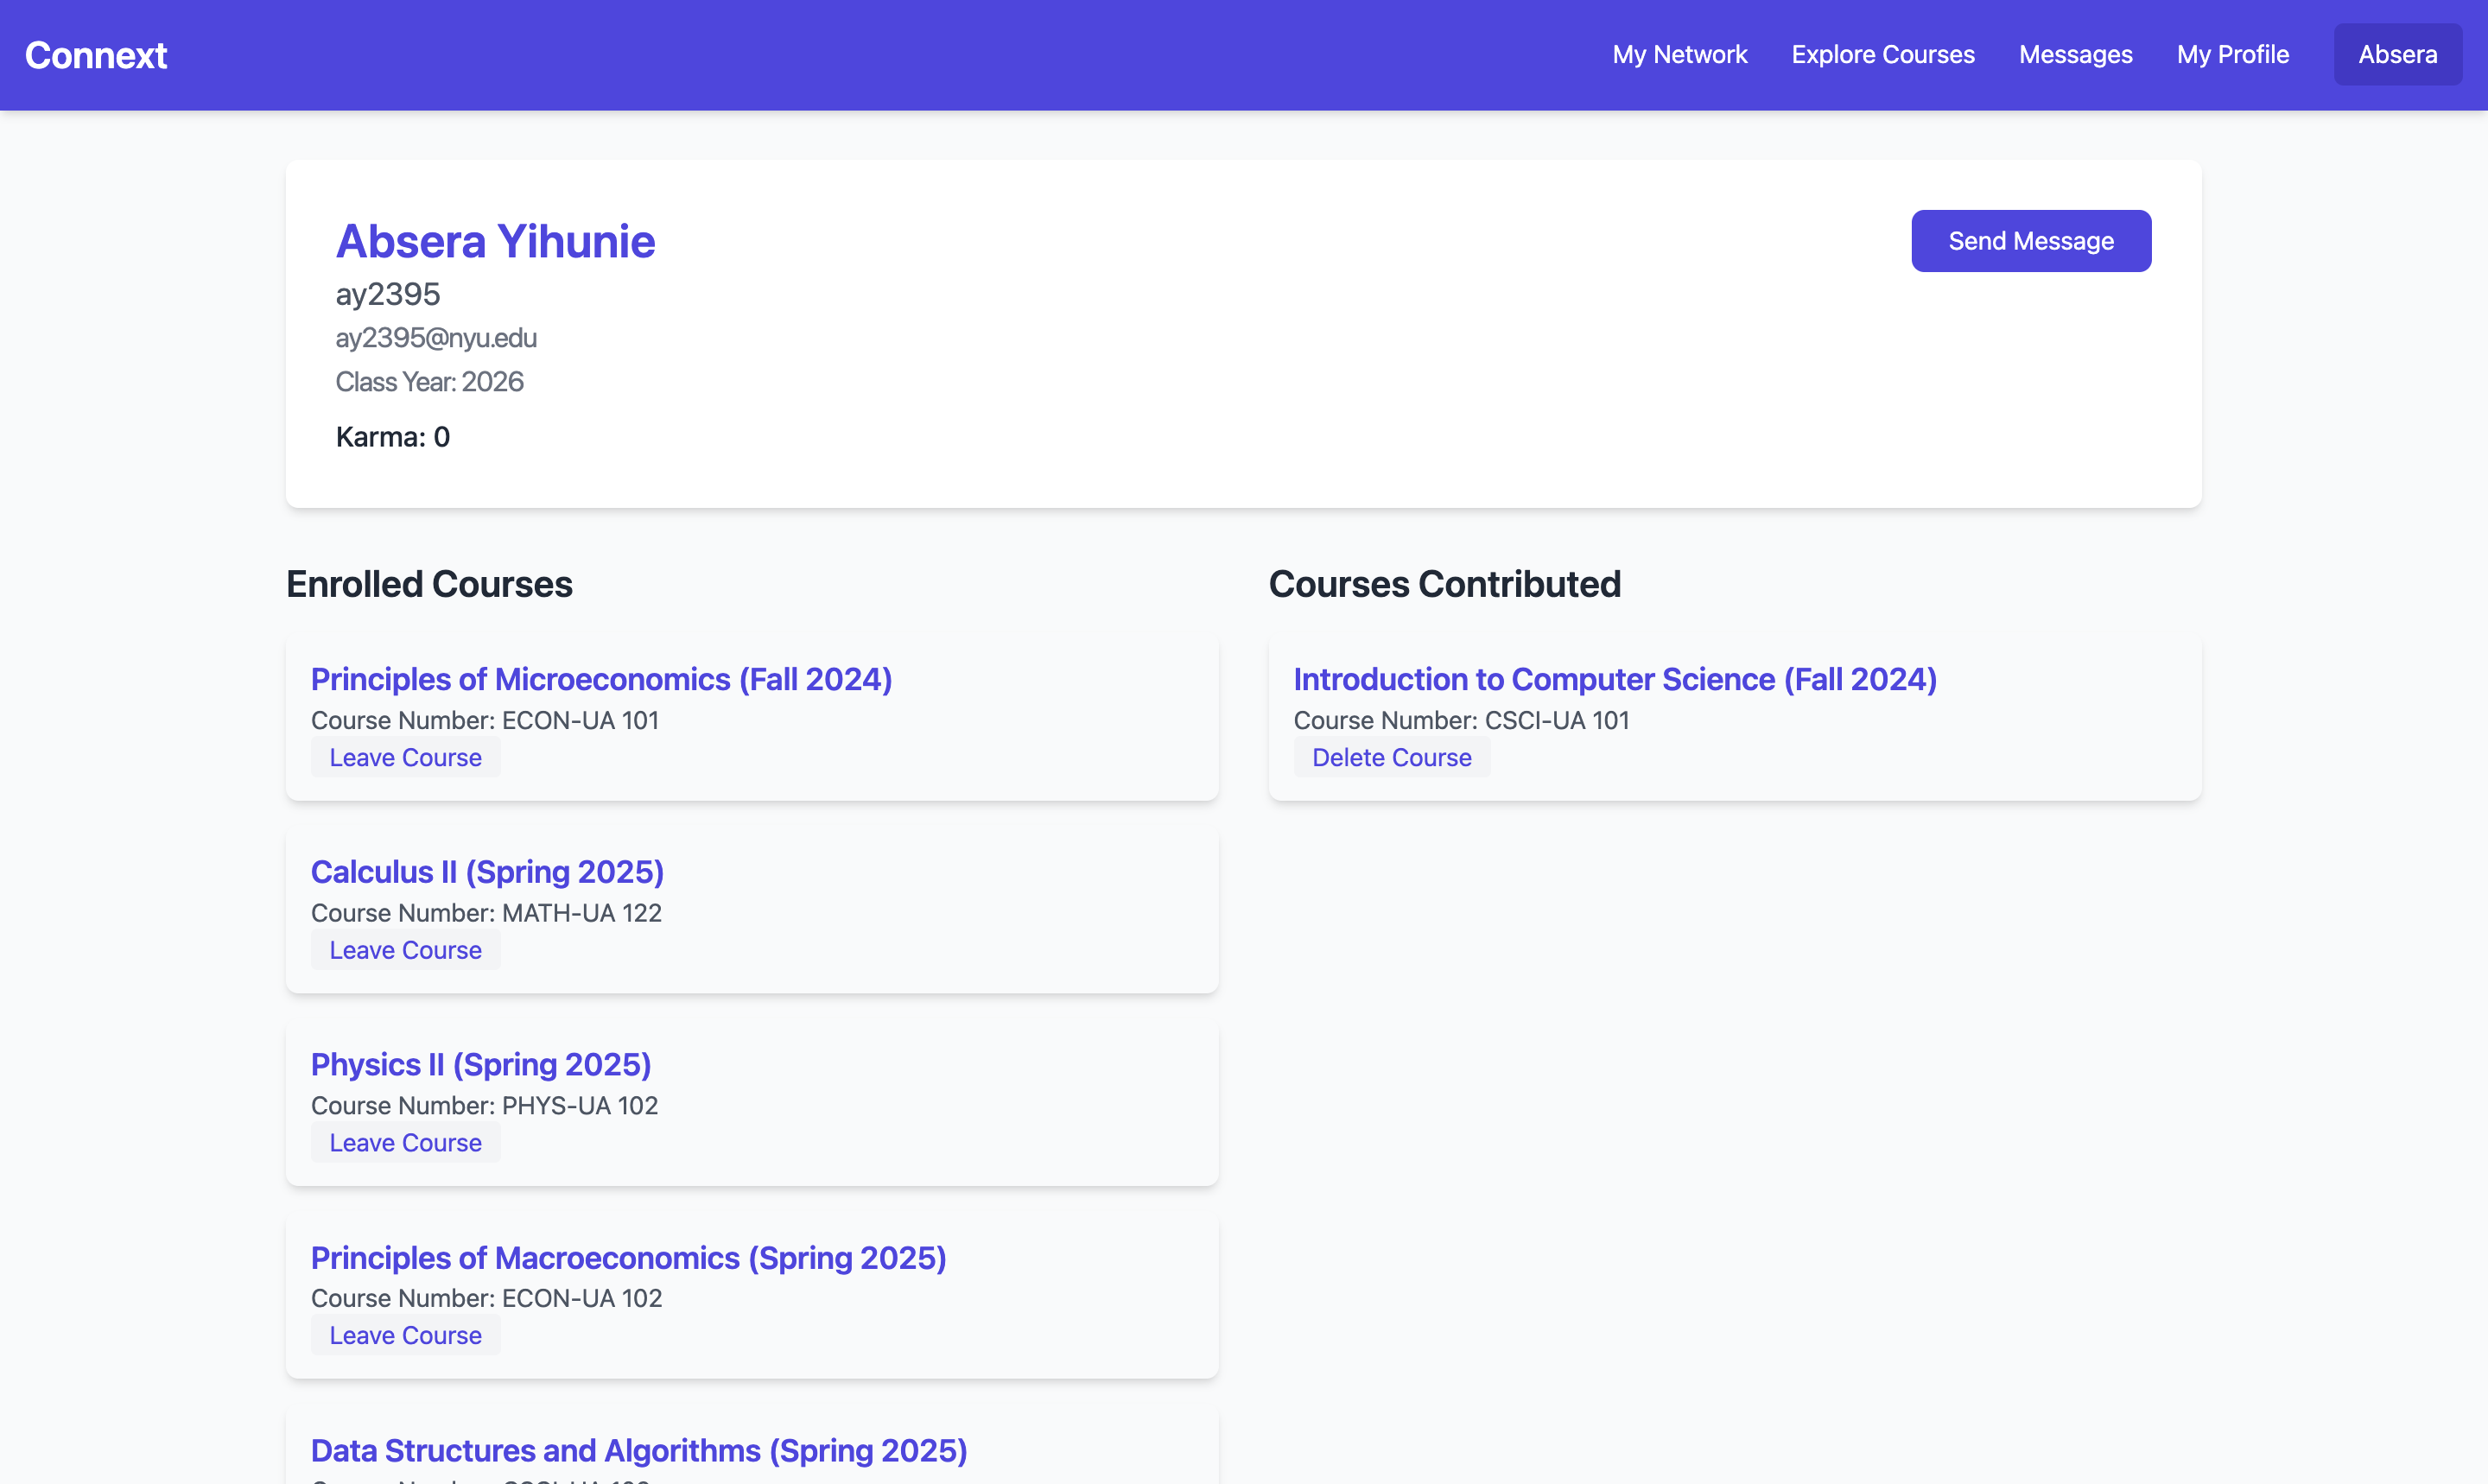 Connext
My Network
Explore Courses
Messages
My Profile
Absera
Absera Yihunie
Send Message
ay2395
ay2395@nyu.edu
Class Year: 2026
Karma: 0
Enrolled Courses
Principles of Microeconomics (Fall 2024)
Course Number: ECON-UA 101
Leave Course
Calculus II (Spring 2025)
Course Number: MATH-UA 122
Leave Course
Physics II (Spring 2025)
Course Number: PHYS-UA 102
Leave Course
Principles of Macroeconomics (Spring 2025)
Course Number: ECON-UA 102
Leave Course
Data Structures and Algorithms (Spring 2025)
Courses Contributed
Introduction to Computer Science (Fall 2024)
Course Number: CSCI-UA 101
Delete Course